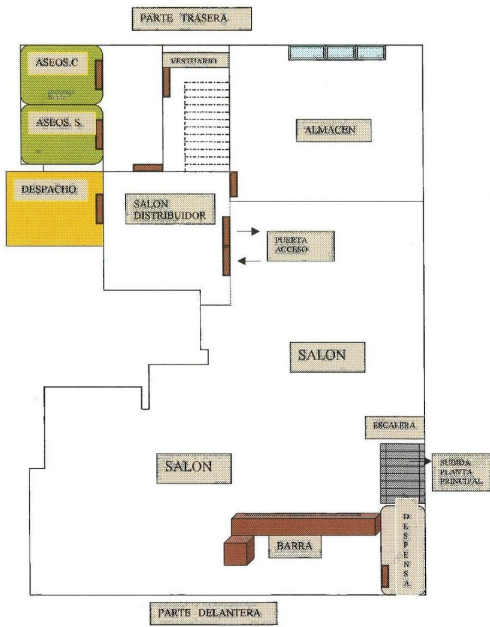 PARTE TRASERA
ASEOS.C
VESTUARIO
ASEOS. S.
ALMACEN
DESPACHO
SALON
DISTRIBUIDOR
PUERTA
ACCESO
SALON
ESCALERA
SALON
SUBIDA
PLANTA
PRINCIPAL
DESPENSA
BARRA
PARTE DELANTERA